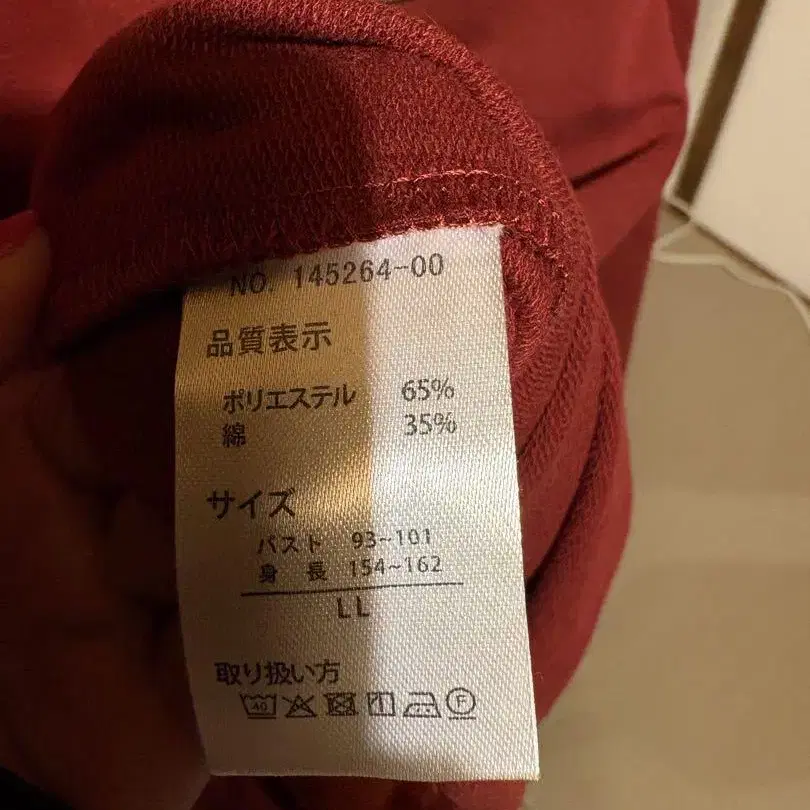 NO. 145264-00
品質表示
ポリエステル 65%
綿 35%
サイズ
バスト 93~101
身長 154~162
LL
取り扱い方
40 F